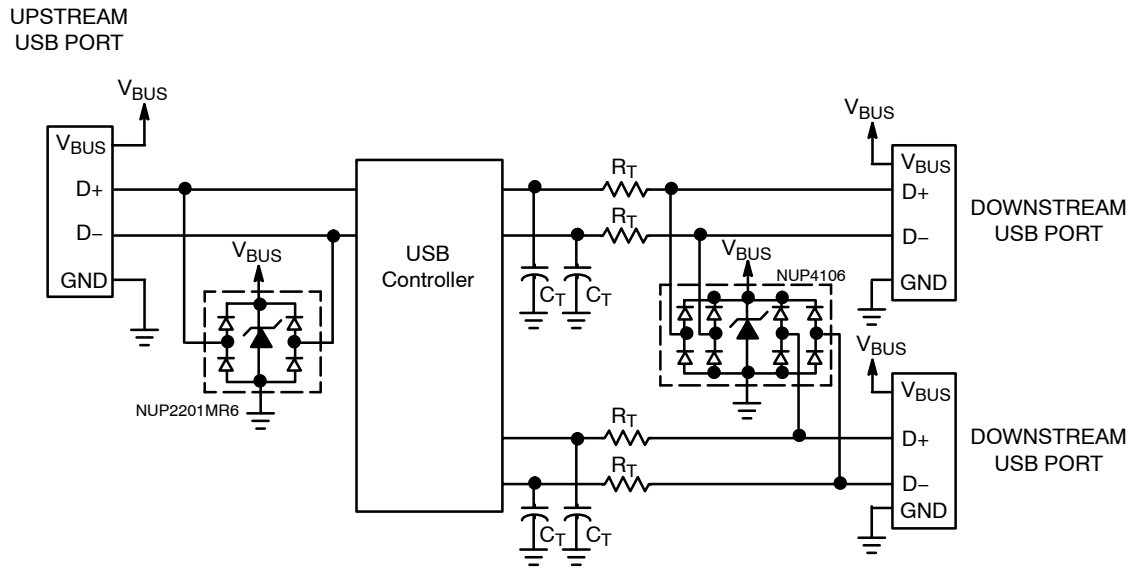 UPSTREAM
USB PORT
VBUS
VBUS
D+
D−
GND
VBUS
NUP2201MR6
USB
Controller
RT
RT
CT
CT
VBUS
NUP4106
VBUS
VBUS
D+
D−
GND
DOWNSTREAM
USB PORT
RT
RT
CT
CT
VBUS
VBUS
D+
D−
GND
DOWNSTREAM
USB PORT